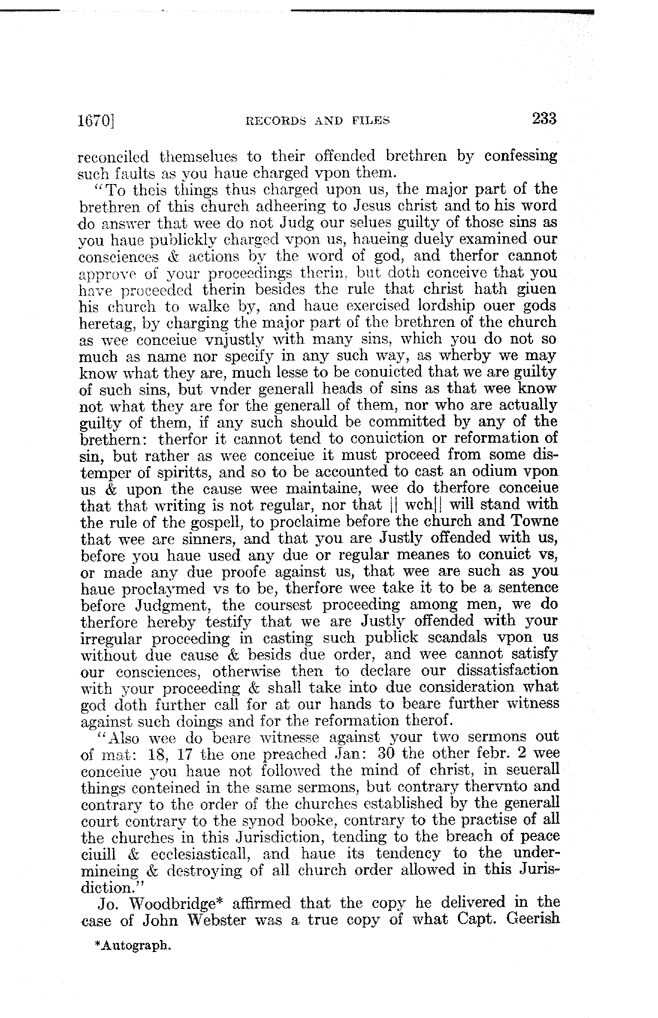 1670] RECORDS AND FILES 233
reconciled themselues to their offended brethren by confessing
such faults as you haue charged vpon them.
"To theis things thus charged upon us, the major part of the
brethren of this church adheering to Jesus christ and to his word
do answer that wee do not Judg our selues guilty of those sins as
you haue publickly charged vpon us, haueing duely examined our
consciences & actions by the word of god, and therfor cannot
approve of your proceedings therin, but doth conceive that you
have proceeded therin besides the rule that christ hath giuen
his church to walke by, and haue exercised lordship ouer gods
heretag, by charging the major part of the brethren of the church
as wee conceiue vnjustly with many sins, which you do not so
much as name nor specify in any such way, as wherby we may
know what they are, much lesse to be conuicted that we are guilty
of such sins, but vnder generall heads of sins as that wee know
not what they are for the generall of them, nor who are actually
guilty of them, if any such should be committed by any of the
brethern: therfor it cannot tend to conuiction or reformation of
sin, but rather as wee conceiue it must proceed from some dis-
temper of spiritts, and so to be accounted to cast an odium vpon
us & upon the cause wee maintaine, wee do therfore conceiue
that that writing is not regular, nor that || wch|| will stand with
the rule of the gospell, to proclaime before the church and Towne
that wee are sinners, and that you are Justly offended with us,
before you haue used any due or regular meanes to conuict vs,
or made any due proofe against us, that wee are such as you
haue proclaymed vs to be, therfore wee take it to be a sentence
before Judgment, the coursest proceeding among men, we do
therfore hereby testify that we are Justly offended with your
irregular proceeding in casting such publick scandals vpon us
without due cause & besids due order, and wee cannot satisfy
our consciences, otherwise then to declare our dissatisfaction
with your proceeding & shall take into due consideration what
god doth further call for at our hands to beare further witness
against such doings and for the reformation therof.
"Also wee do beare witnesse against your two sermons out
of mat: 18, 17 the one preached Jan: 30 the other febr. 2 wee
conceiue you haue not followed the mind of christ, in seuerall
things conteined in the same sermons, but contrary thervnto and
contrary to the order of the churches established by the generall
court contrary to the synod booke, contrary to the practise of all
the churches in this Jurisdiction, tending to the breach of peace
ciuill & ecclesiasticall, and haue its tendency to the under-
mineing & destroying of all church order allowed in this Juris-
diction."
Jo. Woodbridge* affirmed that the copy he delivered in the
case of John Webster was a true copy of what Capt. Geerish
*Autograph.